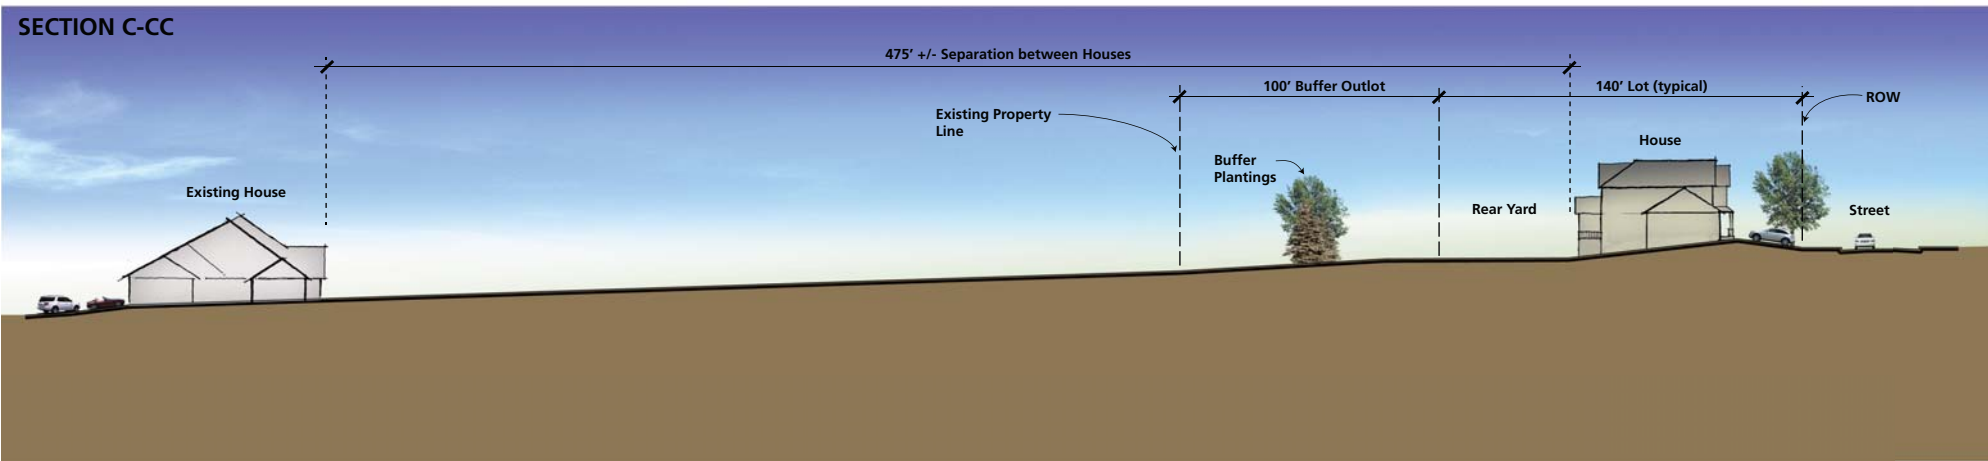 SECTION C-CC
475’ +/- Separation between Houses
100’ Buffer Outlot
140’ Lot (typical)
ROW
Existing Property
Line
House
Buffer
Plantings
Existing House
Rear Yard
Street